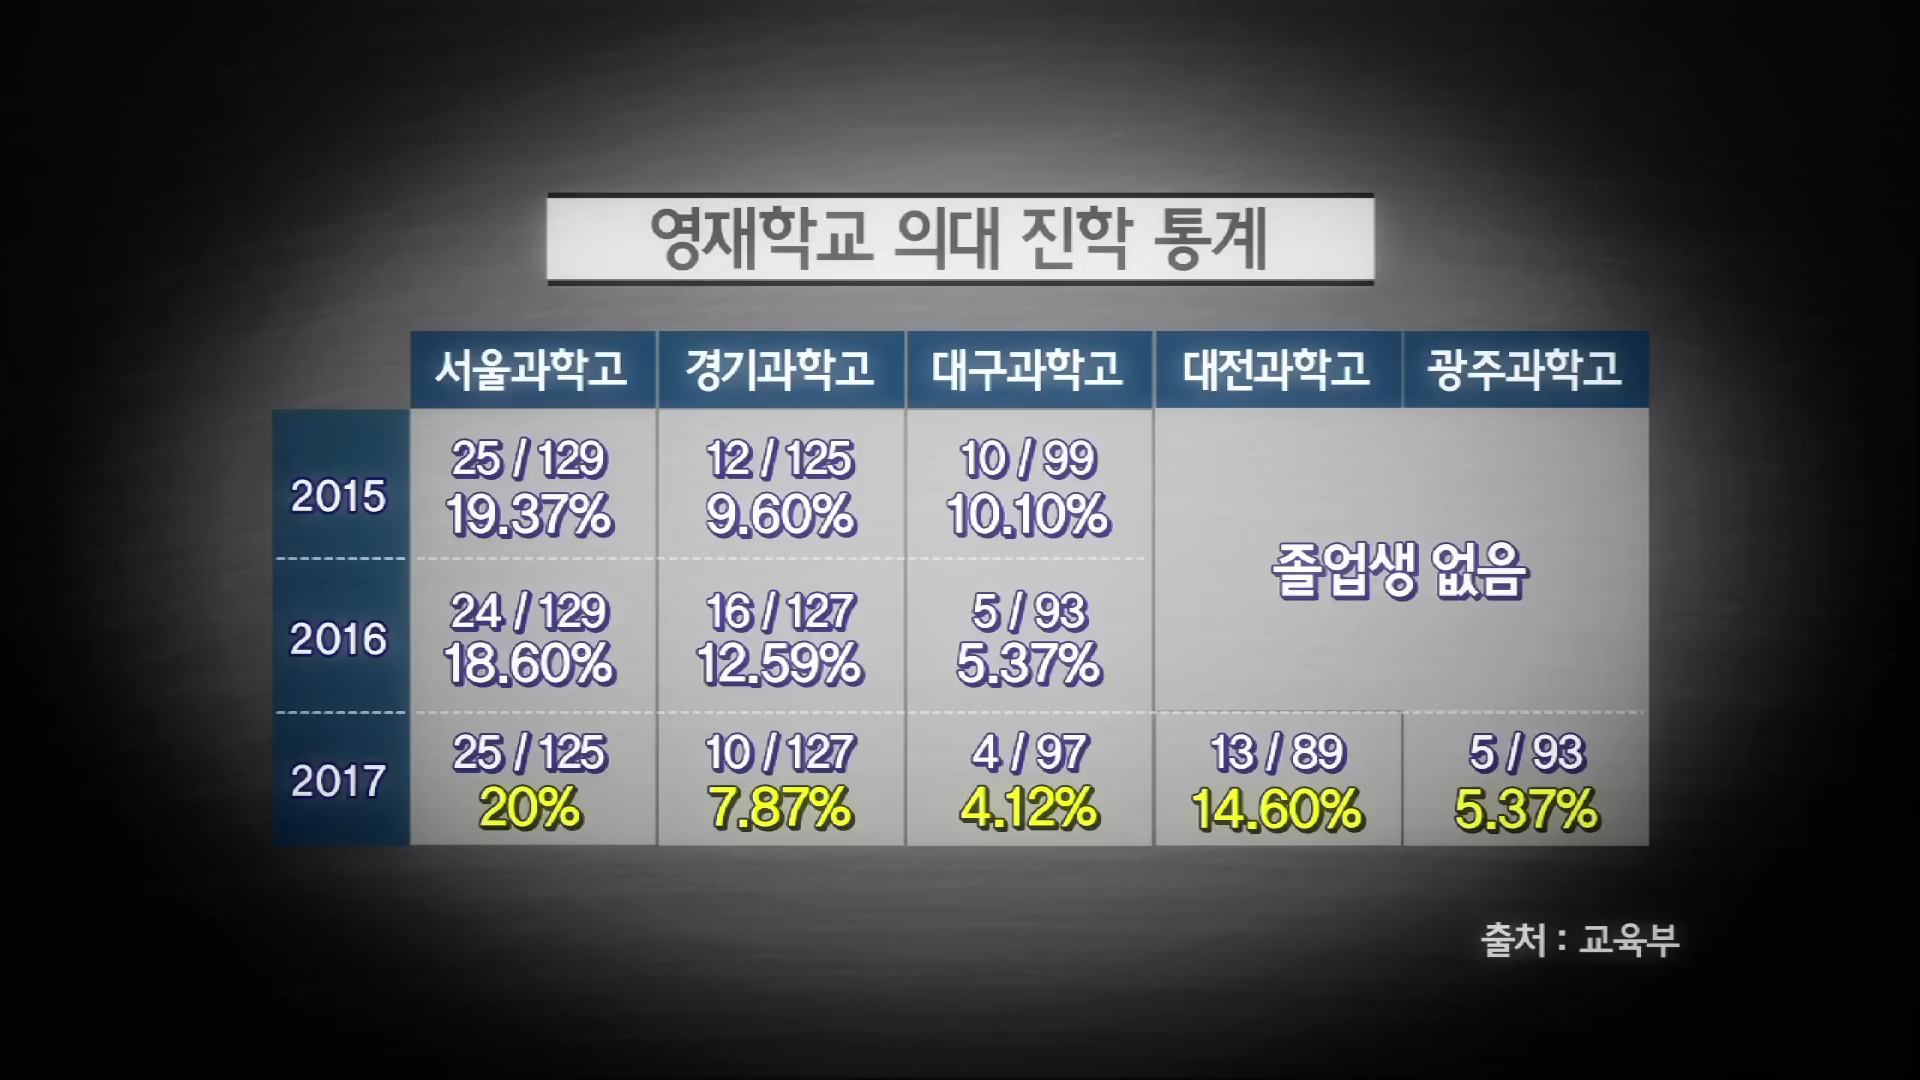 영재학교 의대 진학 통계
서울과학고 경기과학고 대구과학고 대전과학고 광주과학고
2015
25 / 129
19.37%
12 / 125
9.60%
10 / 99
10.10%
졸업생 없음
2016
24 / 129
18.60%
16 / 127
12.59%
5 / 93
5.37%
2017
25 / 125
20%
10 / 127
7.87%
4 / 97
4.12%
13 / 89
14.60%
5 / 93
5.37%
출처 : 교육부